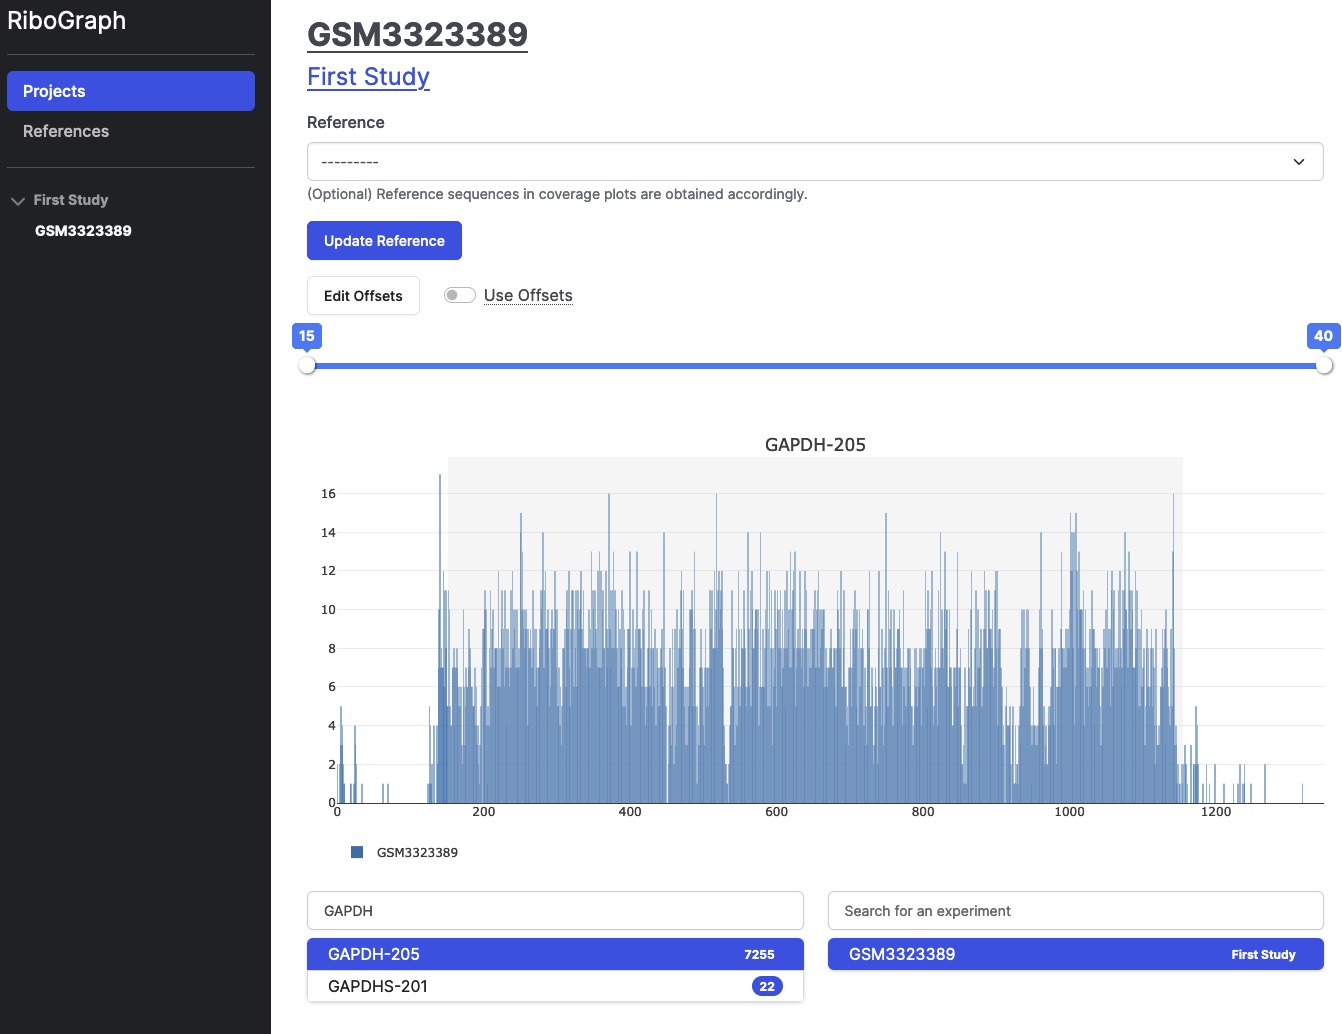 RiboGraph
Projects
References
First Study
GSM3323389
GSM3323389
First Study
Reference
---------
(Optional) Reference sequences in coverage plots are obtained accordingly.
Update Reference
Edit Offsets
Use Offsets
15
40
GAPDH-205
16
14
12
10
8
6
4
2
0
0 200 400 600 800 1000 1200
GSM3323389
GAPDH
Search for an experiment
GAPDH-205 7255
GSM3323389 First Study
GAPDHS-201 22